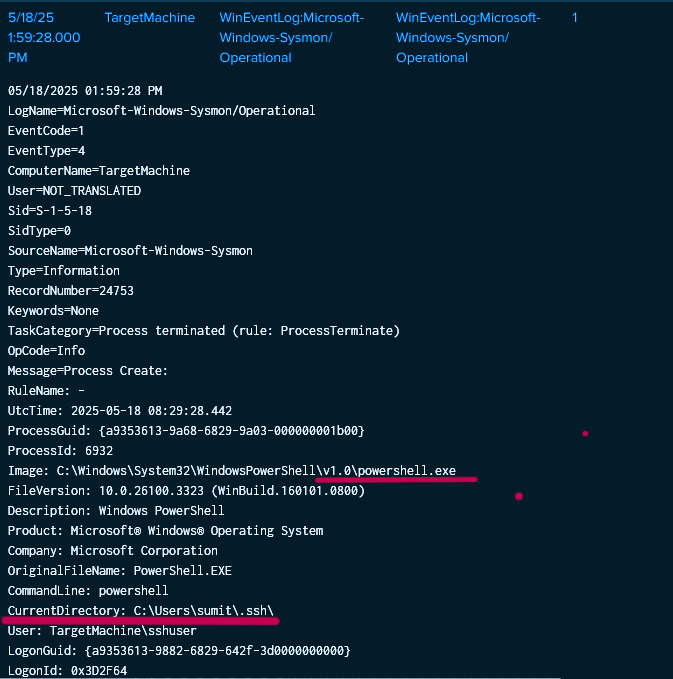 5/18/25 TargetMachine WinEventLog:Microsoft- WinEventLog:Microsoft- 1
1:59:28.000 Windows-Sysmon/ Windows-Sysmon/
PM Operational Operational
05/18/2025 01:59:28 PM
LogName=Microsoft-Windows-Sysmon/Operational
EventCode=1
EventType=4
ComputerName=TargetMachine
User=NOT_TRANSLATED
Sid=S-1-5-18
SidType=0
SourceName=Microsoft-Windows-Sysmon
Type=Information
RecordNumber=24753
Keywords=None
TaskCategory=Process terminated (rule: ProcessTerminate)
OpCode=Info
Message=Process Create:
RuleName: -
UtcTime: 2025-05-18 08:29:28.442
ProcessGuid: {a9353613-9a68-6829-9a03-000000001b00}
ProcessId: 6932
Image: C:\Windows\System32\WindowsPowerShell\v1.0\powershell.exe
FileVersion: 10.0.26100.3323 (WinBuild.160101.0800)
Description: Windows PowerShell
Product: Microsoft® Windows® Operating System
Company: Microsoft Corporation
OriginalFileName: PowerShell.EXE
CommandLine: powershell
CurrentDirectory: C:\Users\sumit\.ssh\
User: TargetMachine\sshuser
LogonGuid: {a9353613-9882-6829-642f-3d0000000000}
LogonId: 0x3D2F64